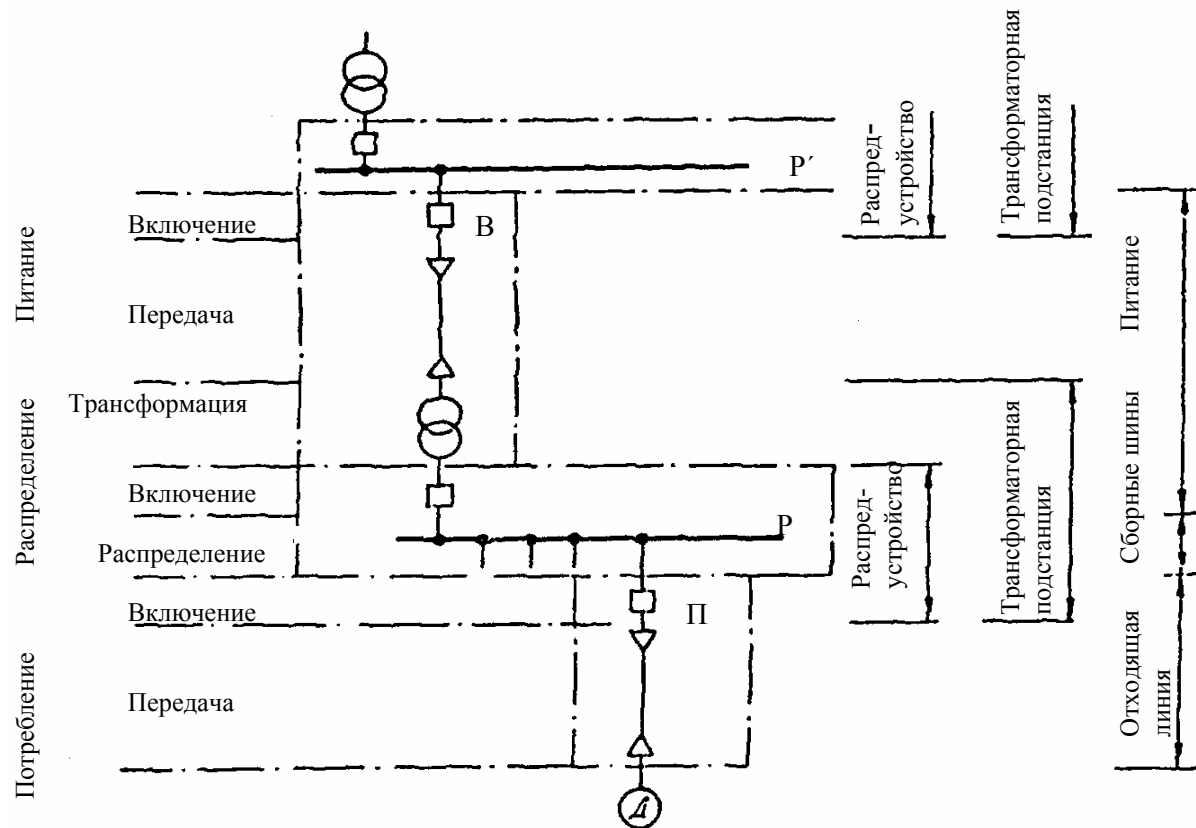 Р´
Распред-
устройство
Трансформаторная
подстанция
Питание
Включение
В
Передача
Питание
Трансформация
Распределение
Включение
Р
Распределение
Распред-
устройство
Трансформаторная
подстанция
Сборные шины
Включение
П
Потребление
Передача
Отходящая
линия
Д